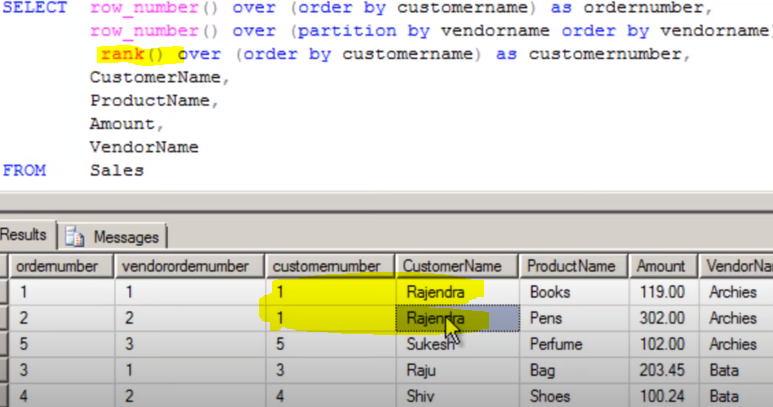 SELECT row_number() over (order by customername) as ordernumber,
row_number() over (partition by vendorname order by vendorname)
rank() over (order by customername) as customernumber,
CustomerName,
ProductName,
Amount,
VendorName
FROM Sales
Results Messages
ordernumber vendorordernumber customernumber CustomerName ProductName Amount VendorNa
1 1 1 Rajendra Books 119.00 Archies
2 2 1 Rajendra Pens 302.00 Archies
5 3 5 Sukesh Perfume 102.00 Archies
3 1 3 Raju Bag 203.45 Bata
4 2 4 Shiv Shoes 100.24 Bata